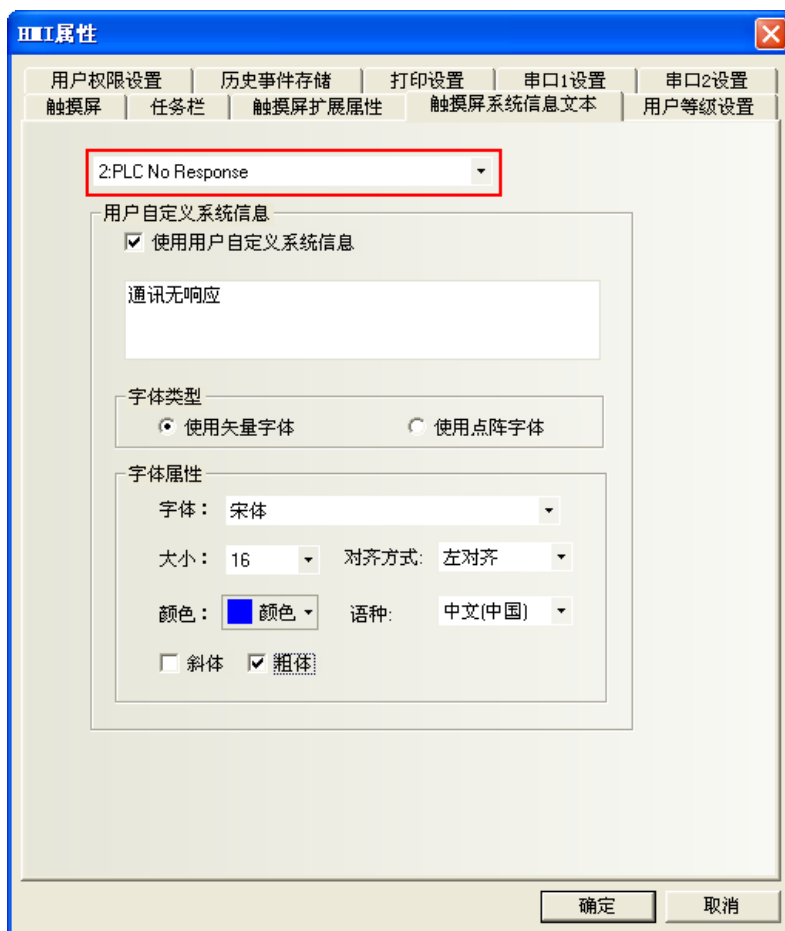 HMI属性
用户权限设置 历史事件存储 打印设置 串口1设置 串口2设置
触摸屏 任务栏 触摸屏扩展属性 触摸屏系统信息文本 用户等级设置
2:PLC No Response
用户自定义系统信息
使用用户自定义系统信息
通讯无响应
字体类型
使用矢量字体 使用点阵字体
字体属性
字体： 宋体
大小： 16 对齐方式: 左对齐
颜色： 颜色 语种: 中文(中国)
斜体 粗体
确定 取消